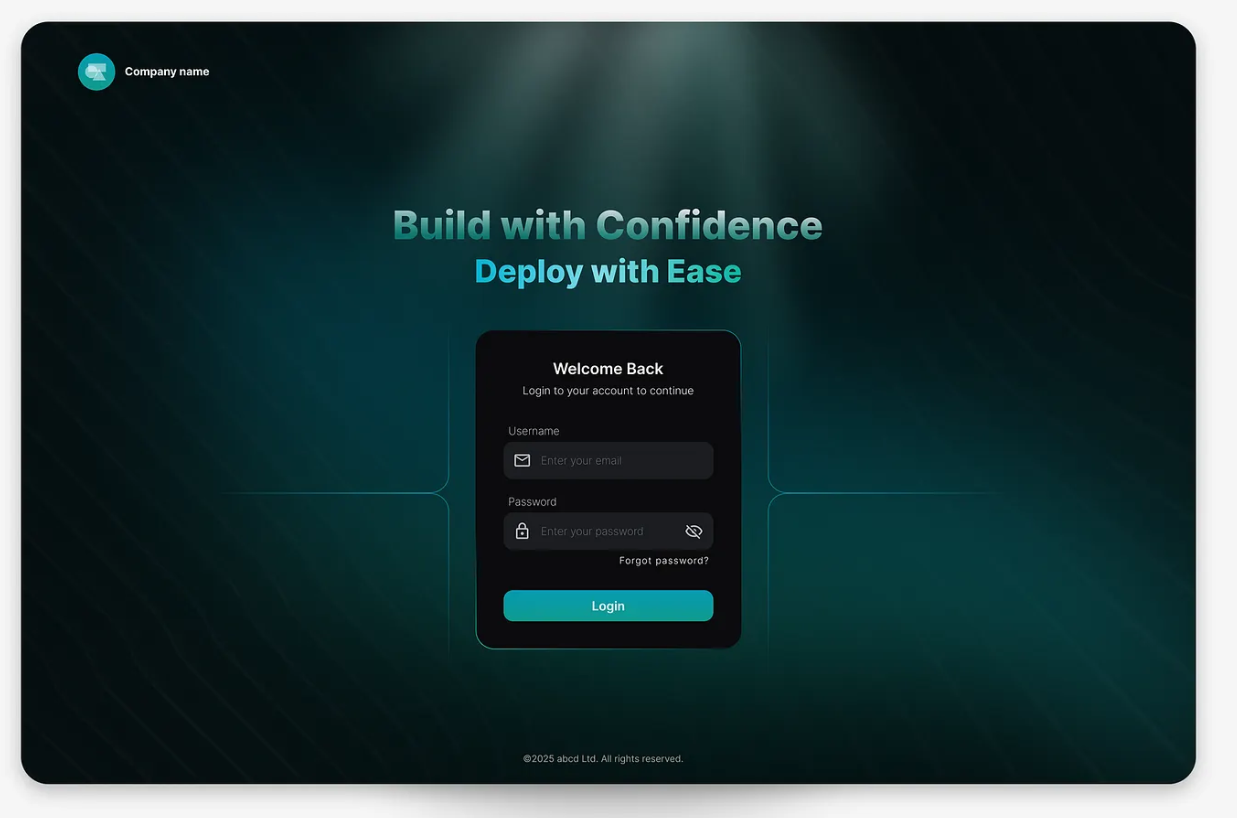 Company name
Build with Confidence
Deploy with Ease
Welcome Back
Login to your account to continue
Username
Enter your email
Password
Enter your password
Forgot password?
Login
©2025 abcd Ltd. All rights reserved.